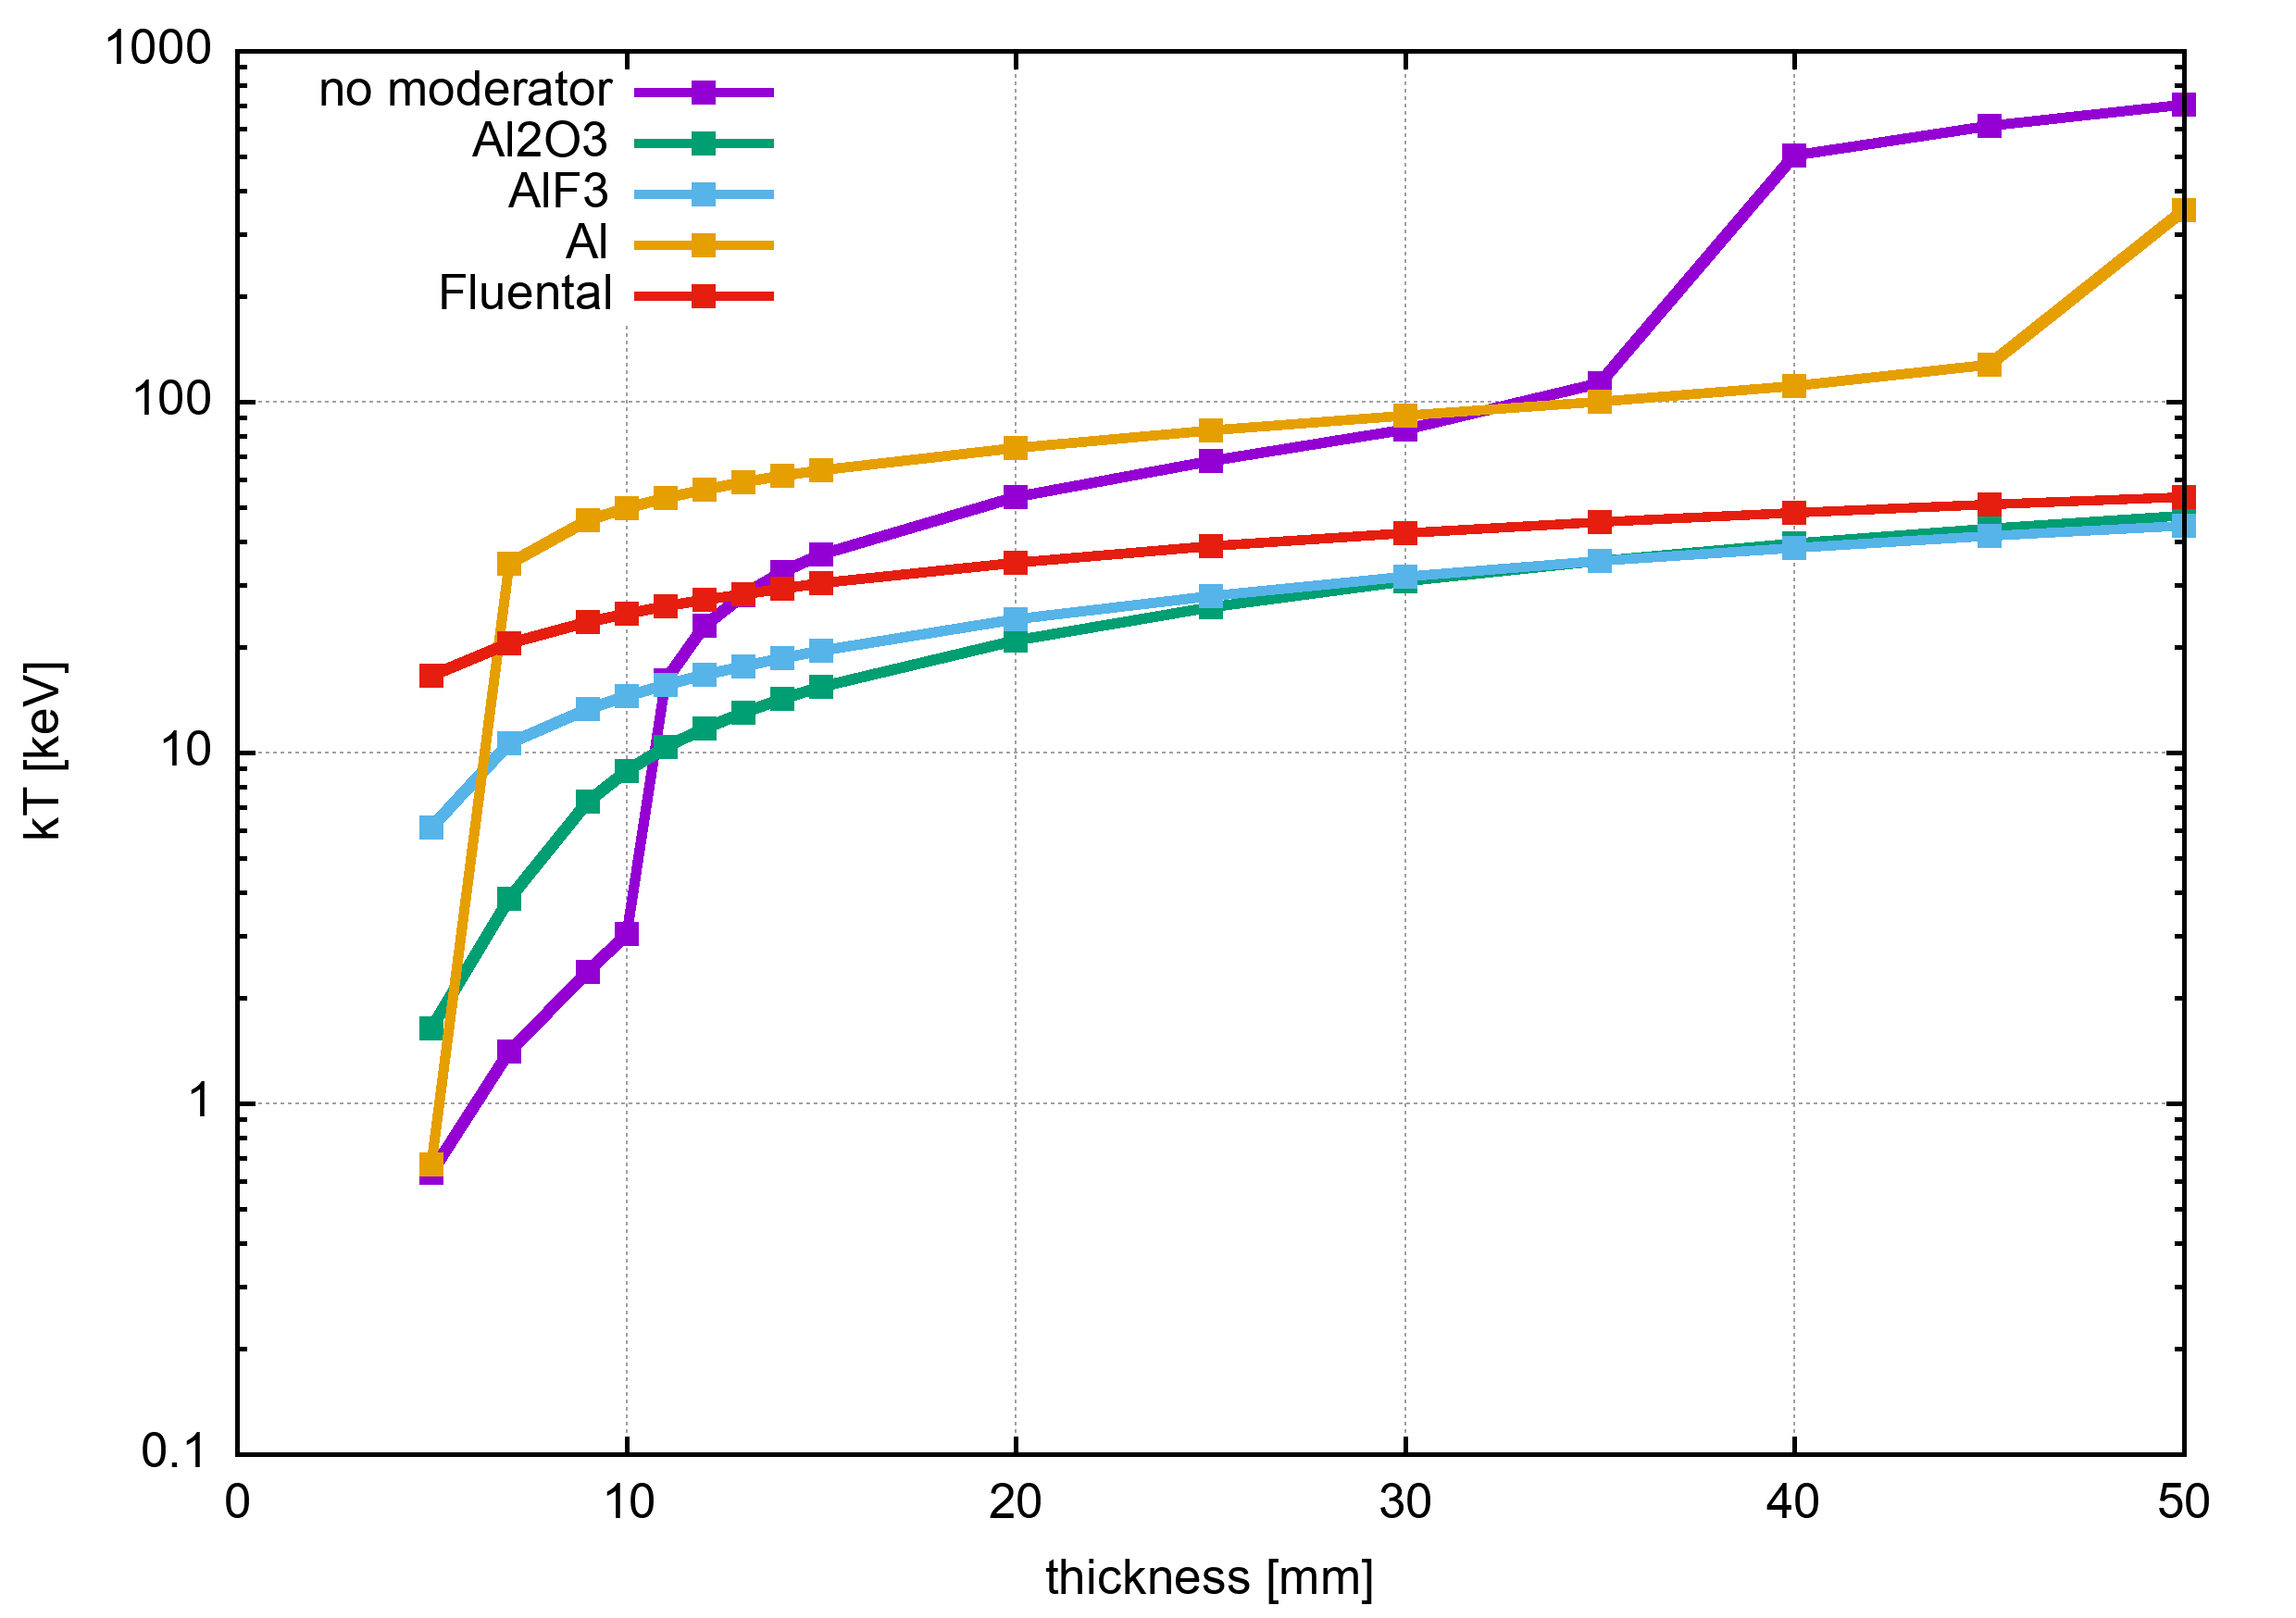 1000
no moderator
Al2O3
AlF3
Al
Fluental
100
10
1
0.1
kT [keV]
0 10 20 30 40 50
thickness [mm]